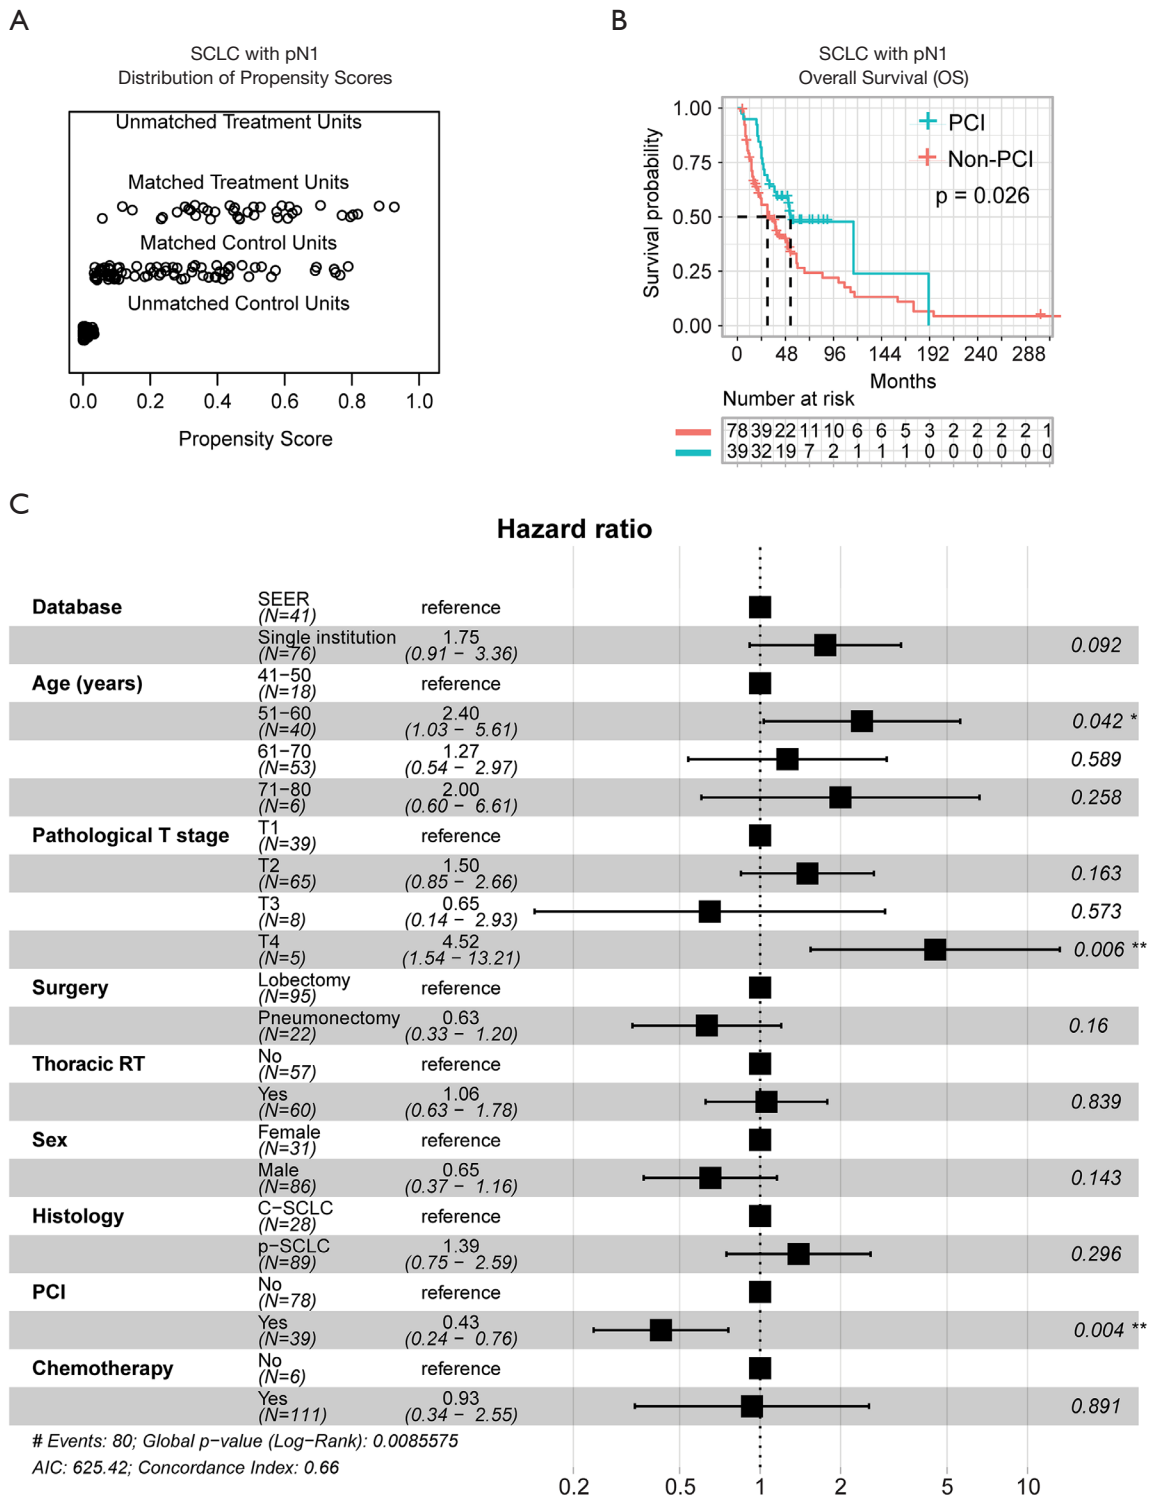 A
SCLC with pN1
Distribution of Propensity Scores
Unmatched Treatment Units
Matched Treatment Units
Matched Control Units
Unmatched Control Units
0.0 0.2 0.4 0.6 0.8 1.0
Propensity Score
B
SCLC with pN1
Overall Survival (OS)
Survival probability
1.00
0.75
0.50
0.25
0.00
PCI
Non-PCI
p = 0.026
0 48 96 144 192 240 288
Months
Number at risk
78 39 22 11 10 6 6 5 3 2 2 2 2 1
39 32 19 7 2 1 1 1 0 0 0 0 0 0
C
Hazard ratio
Database SEER (N=41) reference
Single institution (N=76) 1.75 (0.91 − 3.36) 0.092
Age (years) 41−50 (N=18) reference
51−60 (N=40) 2.40 (1.03 − 5.61) 0.042 *
61−70 (N=53) 1.27 (0.54 − 2.97) 0.589
71−80 (N=6) 2.00 (0.60 − 6.61) 0.258
Pathological T stage T1 (N=39) reference
T2 (N=65) 1.50 (0.85 − 2.66) 0.163
T3 (N=8) 0.65 (0.14 − 2.93) 0.573
T4 (N=5) 4.52 (1.54 − 13.21) 0.006 **
Surgery Lobectomy (N=95) reference
Pneumonectomy (N=22) 0.63 (0.33 − 1.20) 0.16
Thoracic RT No (N=57) reference
Yes (N=60) 1.06 (0.63 − 1.78) 0.839
Sex Female (N=31) reference
Male (N=86) 0.65 (0.37 − 1.16) 0.143
Histology C−SCLC (N=28) reference
p−SCLC (N=89) 1.39 (0.75 − 2.59) 0.296
PCI No (N=78) reference
Yes (N=39) 0.43 (0.24 − 0.76) 0.004 **
Chemotherapy No (N=6) reference
Yes (N=111) 0.93 (0.34 − 2.55) 0.891
# Events: 80; Global p−value (Log−Rank): 0.0085575
AIC: 625.42; Concordance Index: 0.66
0.2 0.5 1 2 5 10